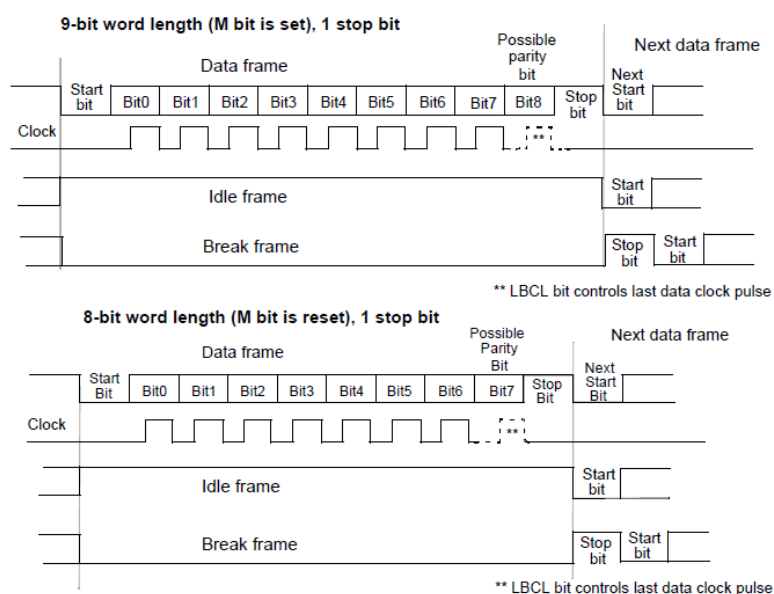 9-bit word length (M bit is set), 1 stop bit
Possible
parity
bit
Next data frame
Data frame
Start
bit
Bit0
Bit1
Bit2
Bit3
Bit4
Bit5
Bit6
Bit7
Bit8
Stop
bit
Next
Start
bit
Clock
**
Idle frame
Start
bit
Break frame
Stop
bit
Start
bit
** LBCL bit controls last data clock pulse
8-bit word length (M bit is reset), 1 stop bit
Possible
Parity
Bit
Next data frame
Data frame
Start
Bit
Bit0
Bit1
Bit2
Bit3
Bit4
Bit5
Bit6
Bit7
Stop
Bit
Next
Start
Bit
Clock
**
Idle frame
Start
bit
Break frame
Stop
bit
Start
bit
** LBCL bit controls last data clock pulse